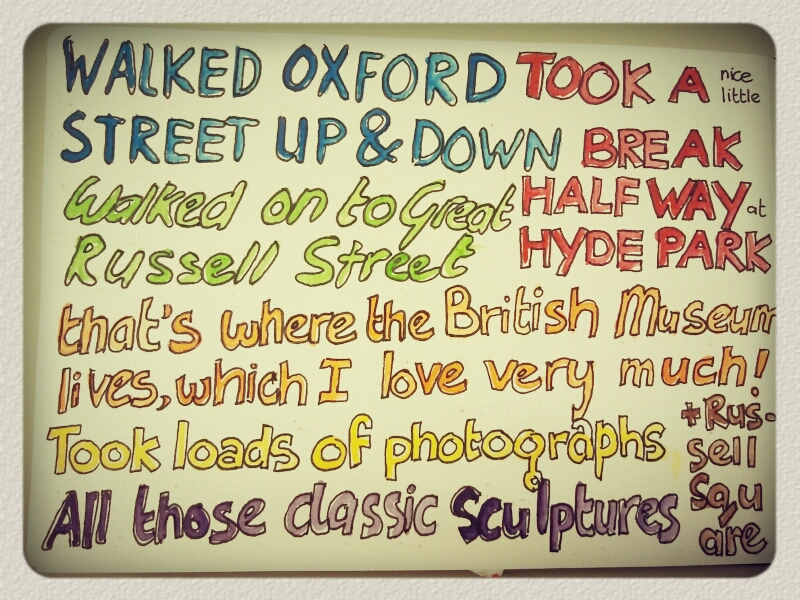 WALKED OXFORD
STREET UP & DOWN
TOOK A nice little
BREAK
HALF WAY at
HYDE PARK
Walked on to Great
Russell Street
that's where the British Museum
lives, which I love very much!
Took loads of photographs
All those classic sculptures
+ Rus-
sell
Squ
are